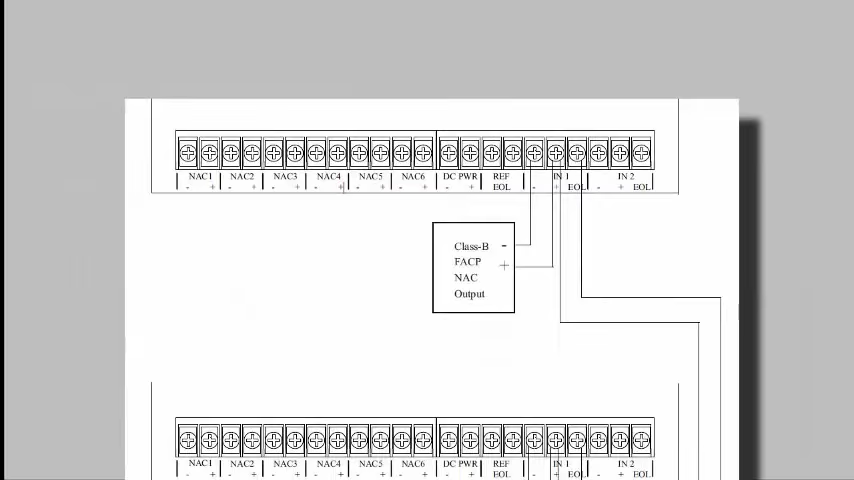 NAC1 NAC2 NAC3 NAC4 NAC5 NAC6 DC PWR REF IN 1 IN 2
- + - + - + - + - + - + - + EOL - + EOL - + EOL
Class-B -
FACP +
NAC
Output
NAC1 NAC2 NAC3 NAC4 NAC5 NAC6 DC PWR REF IN 1 IN 2
- + - + - + - + - + - + - + EOL - + EOL - + EOL